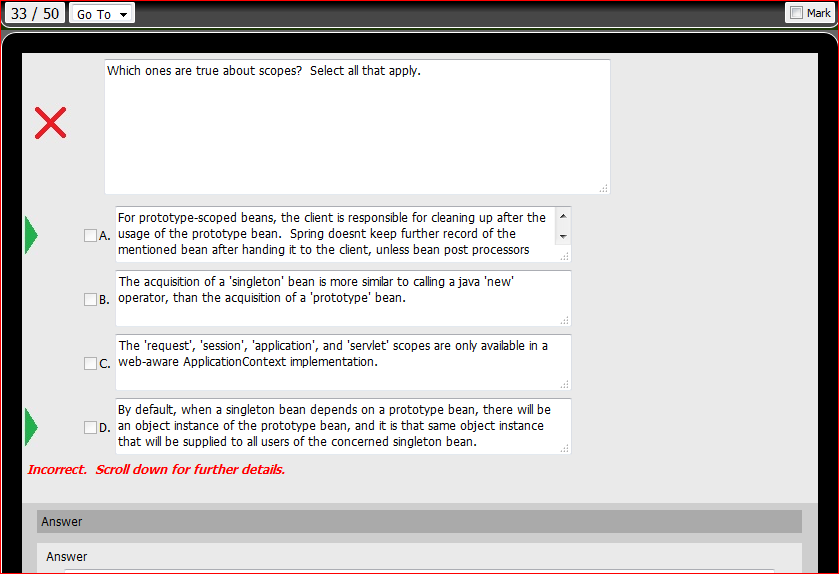 33 / 50 Go To Mark
Which ones are true about scopes?  Select all that apply.
A. For prototype-scoped beans, the client is responsible for cleaning up after the
usage of the prototype bean.  Spring doesnt keep further record of the
mentioned bean after handing it to the client, unless bean post processors
B. The acquisition of a 'singleton' bean is more similar to calling a java 'new'
operator, than the acquisition of a 'prototype' bean.
C. The 'request', 'session', 'application', and 'servlet' scopes are only available in a
web-aware ApplicationContext implementation.
D. By default, when a singleton bean depends on a prototype bean, there will be
an object instance of the prototype bean, and it is that same object instance
that will be supplied to all users of the concerned singleton bean.
Incorrect.  Scroll down for further details.
Answer
Answer